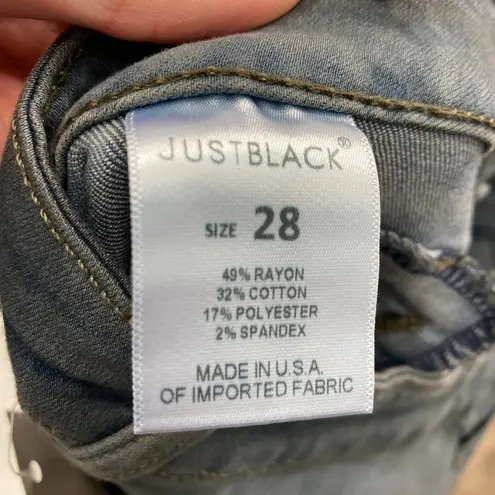 JUSTBLACK®
SIZE 28
49% RAYON
32% COTTON
17% POLYESTER
2% SPANDEX
MADE IN U.S.A.
OF IMPORTED FABRIC